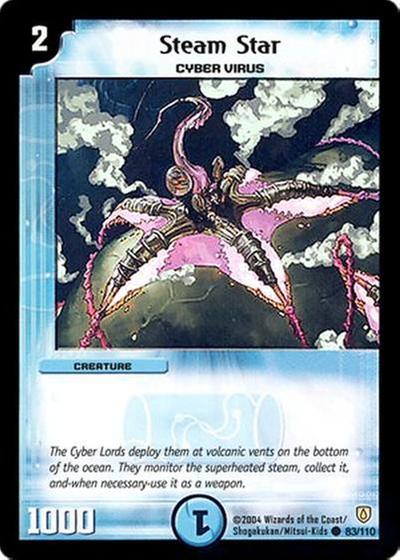 2
Steam Star
CYBER VIRUS
CREATURE
The Cyber Lords deploy them at volcanic vents on the bottom
of the ocean. They monitor the superheated steam, collect it,
and-when necessary-use it as a weapon.
1000
1
©2004 Wizards of the Coast/
Shogakukan/Mitsui-Kids 83/110